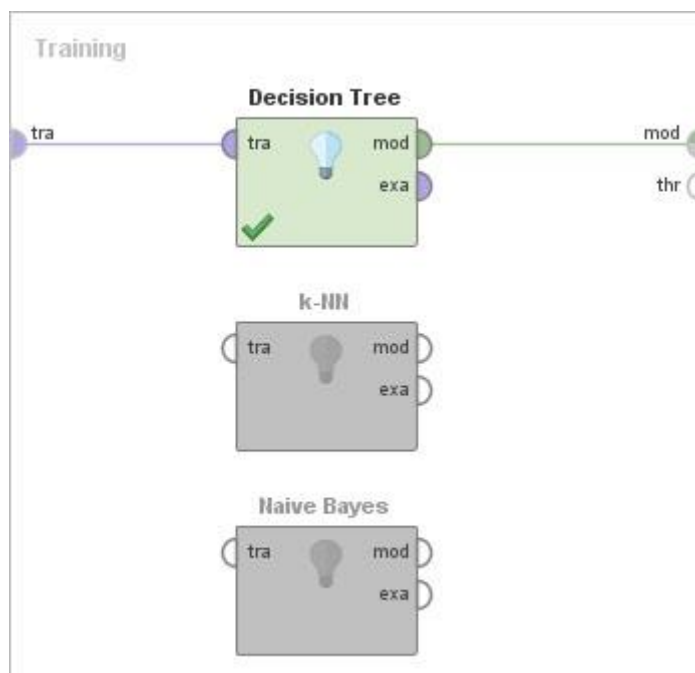 Training
Decision Tree
tra
tra
mod
mod
exa
thr
k-NN
tra
mod
exa
Naive Bayes
tra
mod
exa